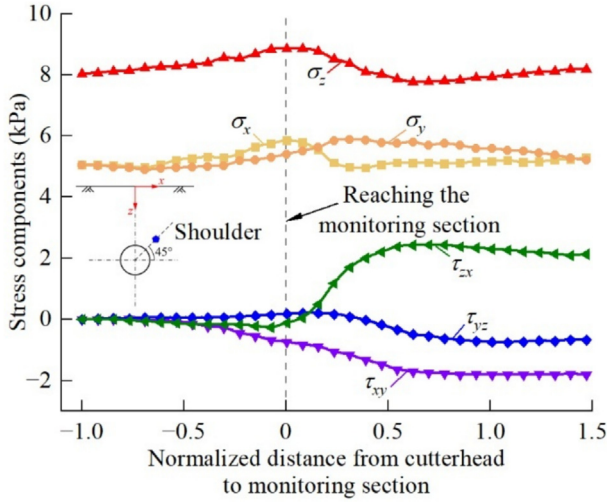 10
8
6
4
2
0
−2
Stress components (kPa)
σz
σx
σy
x
z
Shoulder
45°
Reaching the
monitoring section
τzx
τyz
τxy
−1.0 −0.5 0 0.5 1.0 1.5
Normalized distance from cutterhead
to monitoring section